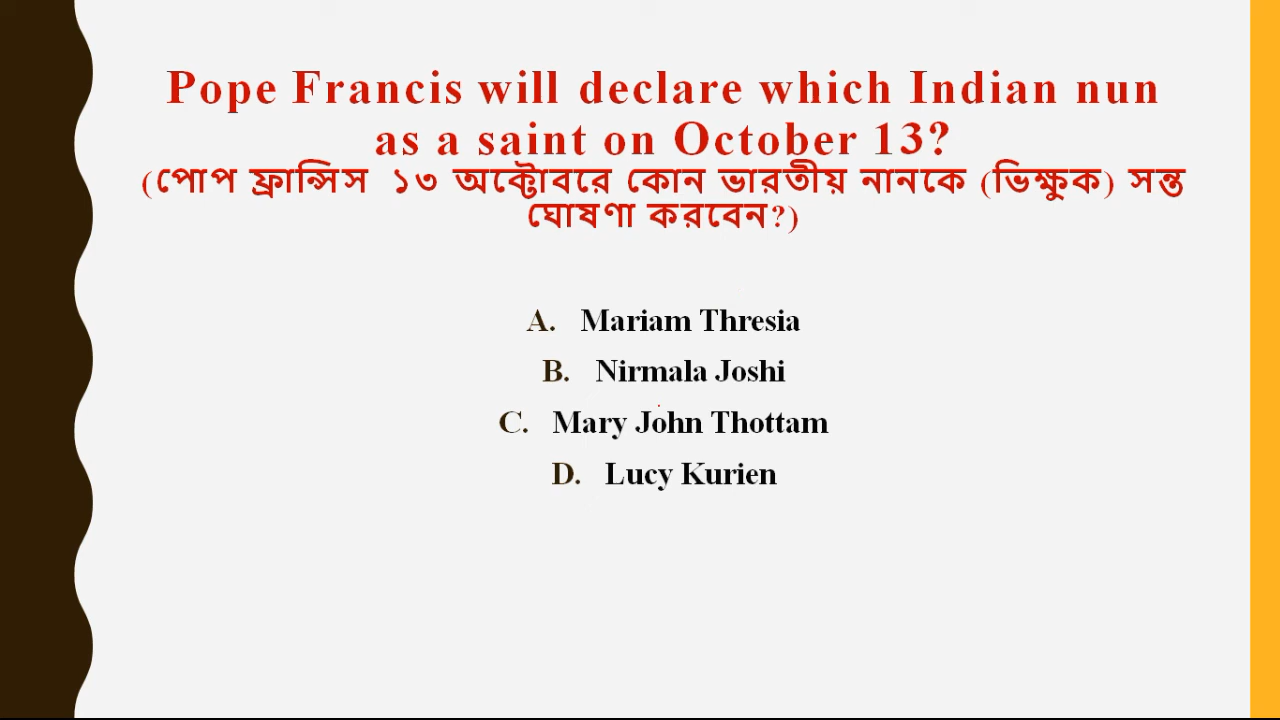 Pope Francis will declare which Indian nun
as a saint on October 13?
(পোপ ফ্রান্সিস ১৩ অক্টোবরে কোন ভারতীয় নানকে (ভিক্ষুক) সন্ত
ঘোষণা করবেন?)
A. Mariam Thresia
B. Nirmala Joshi
C. Mary John Thottam
D. Lucy Kurien